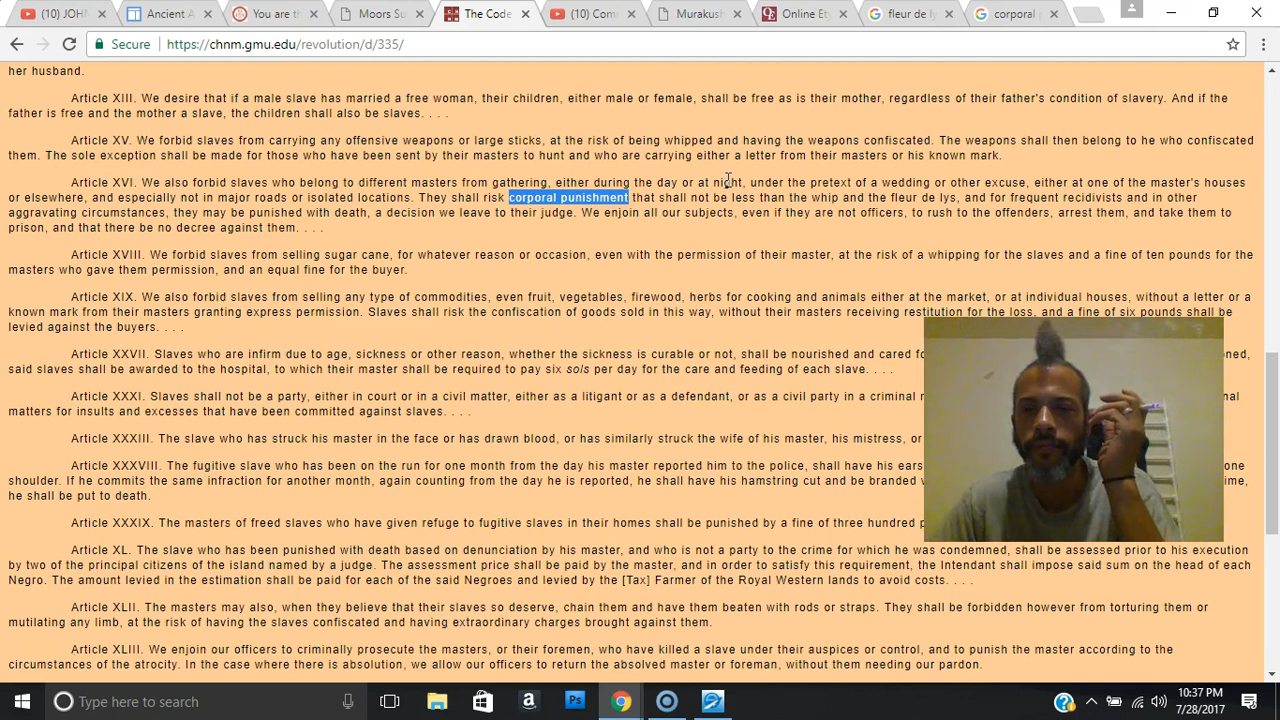 (10) JOHN
Ancient A
You are th
Moors Su
The Code
(10) Com
Murakush
Online Et
fleur de ly
corporal p
Secure
https://chnm.gmu.edu/revolution/d/335/
her husband.
Article XIII. We desire that if a male slave has married a free woman, their children, either male or female, shall be free as is their mother, regardless of their father's condition of slavery. And if the
father is free and the mother a slave, the children shall also be slaves. . . .
Article XV. We forbid slaves from carrying any offensive weapons or large sticks, at the risk of being whipped and having the weapons confiscated. The weapons shall then belong to he who confiscated
them. The sole exception shall be made for those who have been sent by their masters to hunt and who are carrying either a letter from their masters or his known mark.
Article XVI. We also forbid slaves who belong to different masters from gathering, either during the day or at night, under the pretext of a wedding or other excuse, either at one of the master's houses
or elsewhere, and especially not in major roads or isolated locations. They shall risk corporal punishment that shall not be less than the whip and the fleur de lys, and for frequent recidivists and in other
aggravating circumstances, they may be punished with death, a decision we leave to their judge. We enjoin all our subjects, even if they are not officers, to rush to the offenders, arrest them, and take them to
prison, and that there be no decree against them. . . .
Article XVIII. We forbid slaves from selling sugar cane, for whatever reason or occasion, even with the permission of their master, at the risk of a whipping for the slaves and a fine of ten pounds for the
masters who gave them permission, and an equal fine for the buyer.
Article XIX. We also forbid slaves from selling any type of commodities, even fruit, vegetables, firewood, herbs for cooking and animals either at the market, or at individual houses, without a letter or a
known mark from their masters granting express permission. Slaves shall risk the confiscation of goods sold in this way, without their masters receiving restitution for the loss, and a fine of six pounds shall be
levied against the buyers. . . .
Article XXVII. Slaves who are infirm due to age, sickness or other reason, whether the sickness is curable or not, shall be nourished and cared f oned,
said slaves shall be awarded to the hospital, to which their master shall be required to pay six sols per day for the care and feeding of each slave. . . .
Article XXXI. Slaves shall not be a party, either in court or in a civil matter, either as a litigant or as a defendant, or as a civil party in a criminal nal
matters for insults and excesses that have been committed against slaves. . . .
Article XXXIII. The slave who has struck his master in the face or has drawn blood, or has similarly struck the wife of his master, his mistress, or
Article XXXVIII. The fugitive slave who has been on the run for one month from the day his master reported him to the police, shall have his ears one
shoulder. If he commits the same infraction for another month, again counting from the day he is reported, he shall have his hamstring cut and be branded ime,
he shall be put to death.
Article XXXIX. The masters of freed slaves who have given refuge to fugitive slaves in their homes shall be punished by a fine of three hundred p
Article XL. The slave who has been punished with death based on denunciation by his master, and who is not a party to the crime for which he was condemned, shall be assessed prior to his execution
by two of the principal citizens of the island named by a judge. The assessment price shall be paid by the master, and in order to satisfy this requirement, the Intendant shall impose said sum on the head of each
Negro. The amount levied in the estimation shall be paid for each of the said Negroes and levied by the [Tax] Farmer of the Royal Western lands to avoid costs. . . .
Article XLII. The masters may also, when they believe that their slaves so deserve, chain them and have them beaten with rods or straps. They shall be forbidden however from torturing them or
mutilating any limb, at the risk of having the slaves confiscated and having extraordinary charges brought against them.
Article XLIII. We enjoin our officers to criminally prosecute the masters, or their foremen, who have killed a slave under their auspices or control, and to punish the master according to the
circumstances of the atrocity. In the case where there is absolution, we allow our officers to return the absolved master or foreman, without them needing our pardon.
Type here to search
10:37 PM
7/28/2017